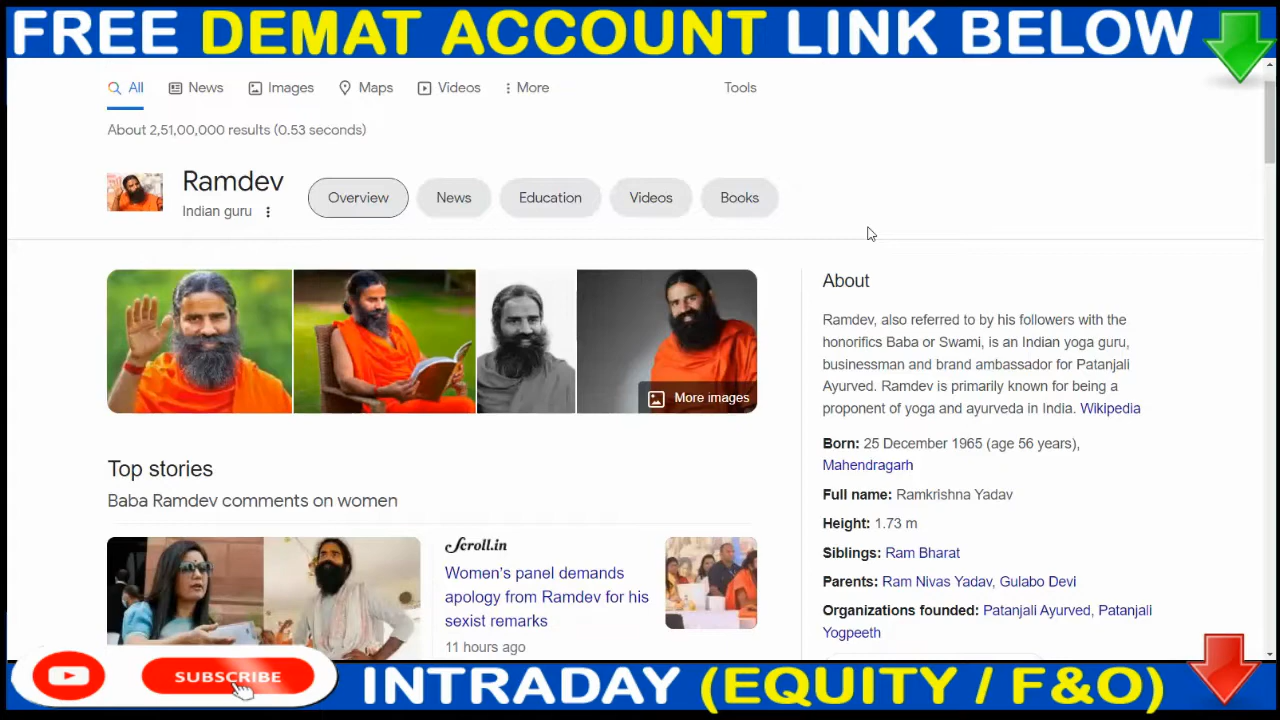 FREE DEMAT ACCOUNT LINK BELOW
All News Images Maps Videos More Tools
About 2,51,00,000 results (0.53 seconds)
Ramdev
Indian guru
Overview News Education Videos Books
More images
Top stories
Baba Ramdev comments on women
Scroll.in
Women's panel demands
apology from Ramdev for his
sexist remarks
11 hours ago
About
Ramdev, also referred to by his followers with the
honorifics Baba or Swami, is an Indian yoga guru,
businessman and brand ambassador for Patanjali
Ayurved. Ramdev is primarily known for being a
proponent of yoga and ayurveda in India. Wikipedia
Born: 25 December 1965 (age 56 years),
Mahendragarh
Full name: Ramkrishna Yadav
Height: 1.73 m
Siblings: Ram Bharat
Parents: Ram Nivas Yadav, Gulabo Devi
Organizations founded: Patanjali Ayurved, Patanjali
Yogpeeth
SUBSCRIBE
INTRADAY (EQUITY / F&O)